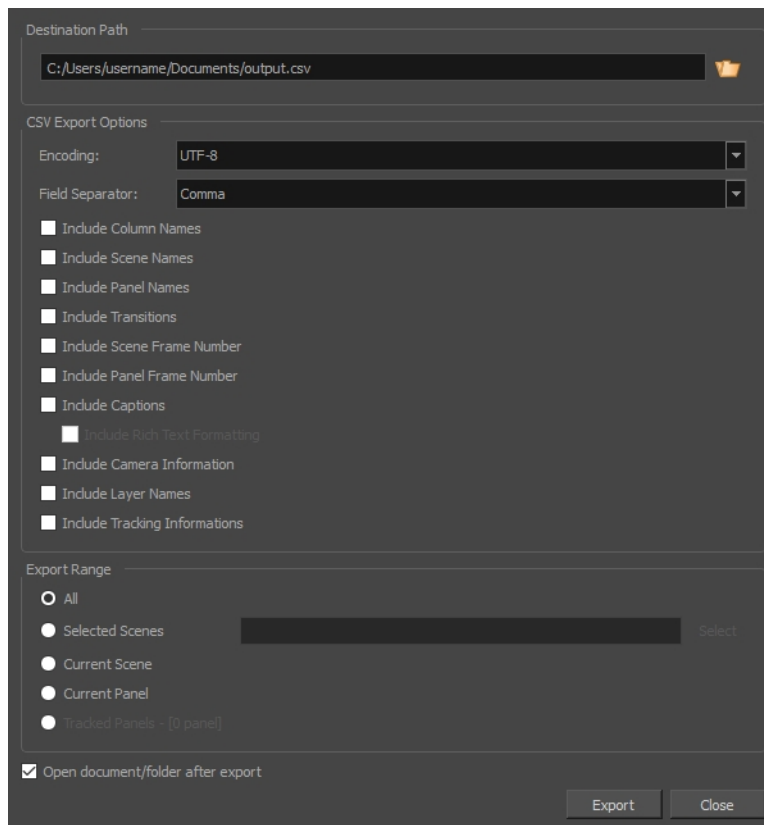 Destination Path
C:/Users/username/Documents/output.csv
CSV Export Options
Encoding: UTF-8
Field Separator: Comma
Include Column Names
Include Scene Names
Include Panel Names
Include Transitions
Include Scene Frame Number
Include Panel Frame Number
Include Captions
Include Rich Text Formatting
Include Camera Information
Include Layer Names
Include Tracking Informations
Export Range
All
Selected Scenes Select
Current Scene
Current Panel
Tracked Panels - [0 panel]
Open document/folder after export
Export Close